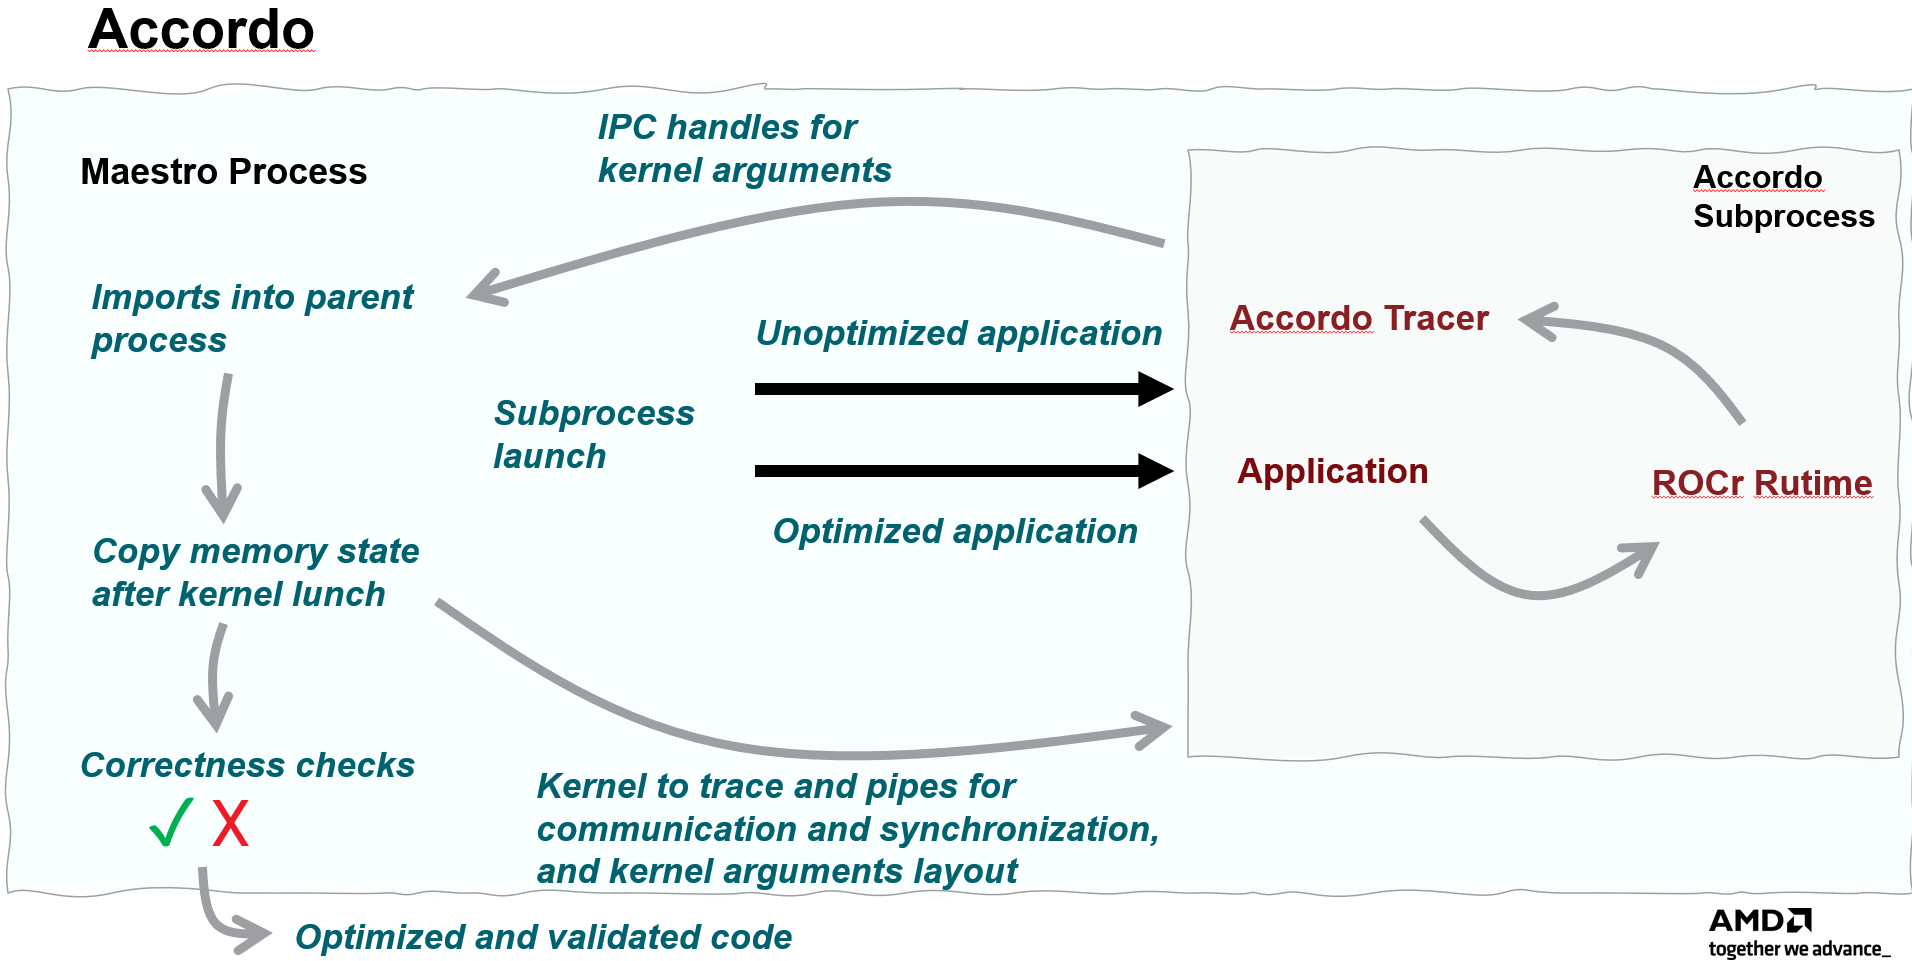 Accordo
Maestro Process
IPC handles for
kernel arguments
Accordo
Subprocess
Imports into parent
process
Unoptimized application
Accordo Tracer
Subprocess
launch
Application
ROCr Rutime
Optimized application
Copy memory state
after kernel lunch
Correctness checks
Kernel to trace and pipes for
communication and synchronization,
and kernel arguments layout
Optimized and validated code
AMD
together we advance_